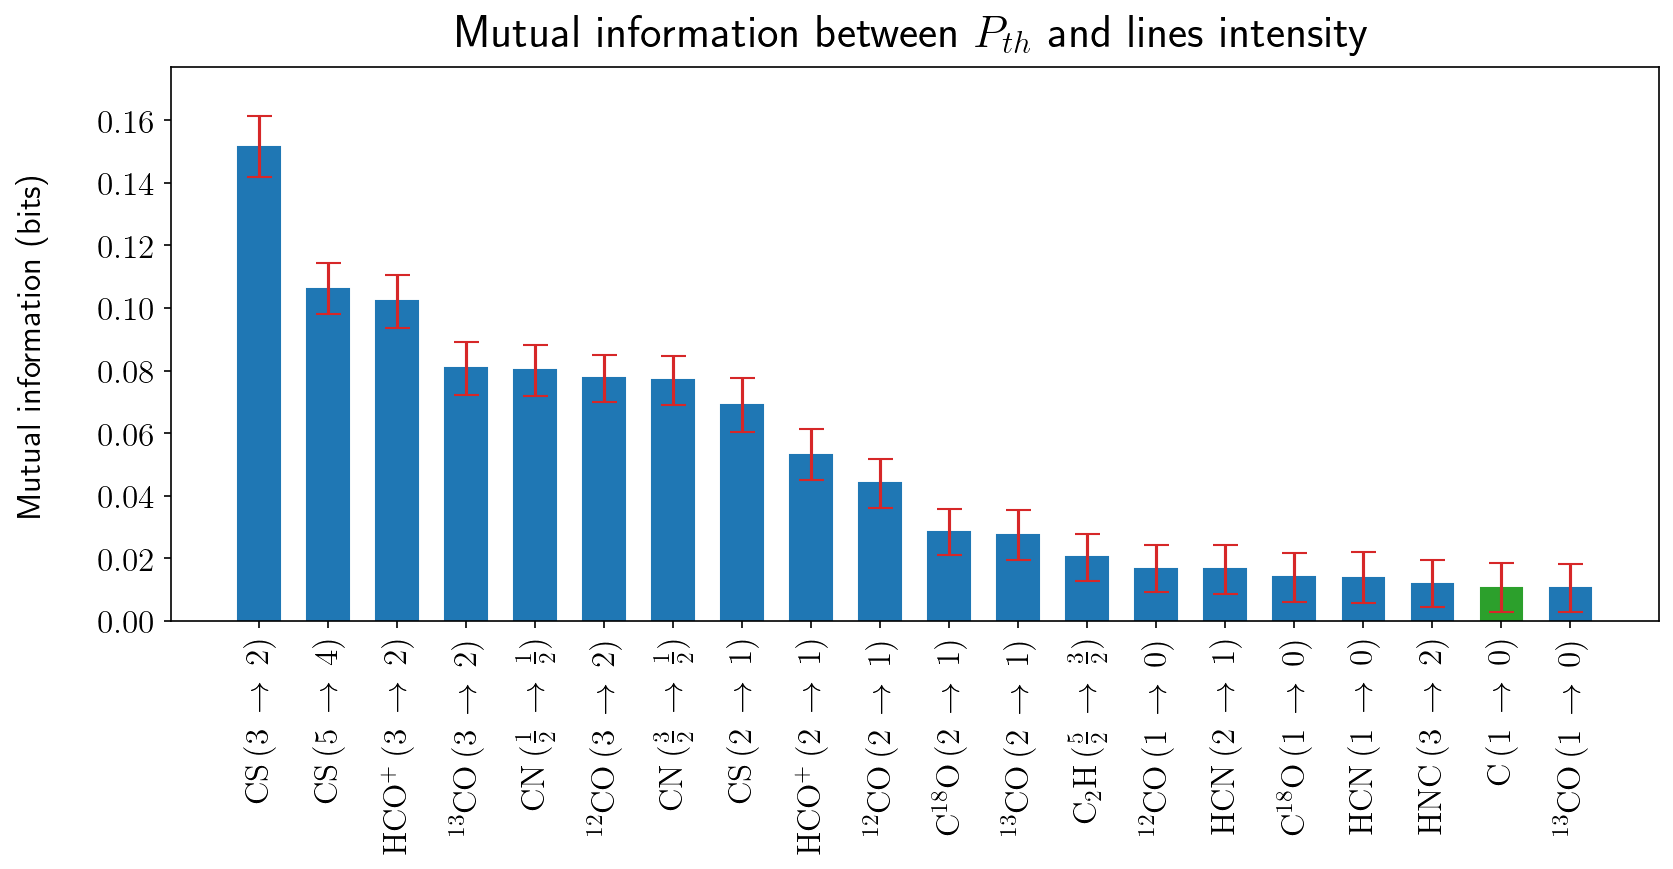 Mutual information between P_th and lines intensity
Mutual information (bits)
0.16
0.14
0.12
0.10
0.08
0.06
0.04
0.02
0.00
CS (3 → 2)
CS (5 → 4)
HCO⁺ (3 → 2)
¹³CO (3 → 2)
CN (1/2 → 1/2)
¹²CO (3 → 2)
CN (3/2 → 1/2)
CS (2 → 1)
HCO⁺ (2 → 1)
¹²CO (2 → 1)
C¹⁸O (2 → 1)
¹³CO (2 → 1)
C₂H (5/2 → 3/2)
¹²CO (1 → 0)
HCN (2 → 1)
C¹⁸O (1 → 0)
HCN (1 → 0)
HNC (3 → 2)
C (1 → 0)
¹³CO (1 → 0)